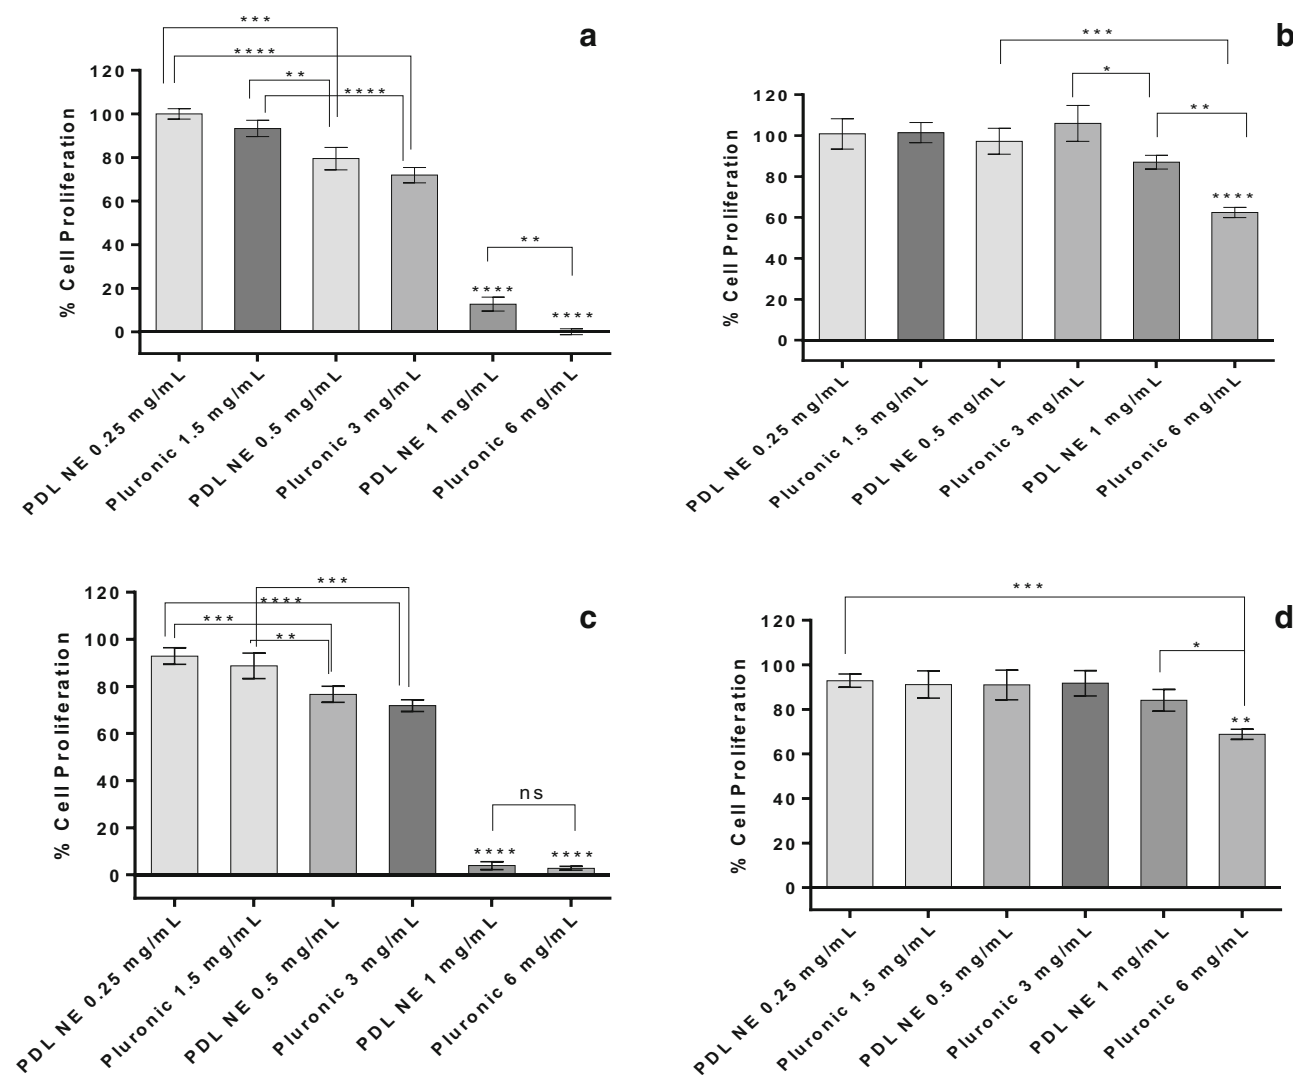 a
***
****
**
****
120
100
80
60
40
20
0
% Cell Proliferation
**
****
****
PDL NE 0.25 mg/mL
Pluronic 1.5 mg/mL
PDL NE 0.5 mg/mL
Pluronic 3 mg/mL
PDL NE 1 mg/mL
Pluronic 6 mg/mL
b
***
*
**
****
120
100
80
60
40
20
0
% Cell Proliferation
PDL NE 0.25 mg/mL
Pluronic 1.5 mg/mL
PDL NE 0.5 mg/mL
Pluronic 3 mg/mL
PDL NE 1 mg/mL
Pluronic 6 mg/mL
c
***
****
***
**
120
100
80
60
40
20
0
% Cell Proliferation
ns
****
****
PDL NE 0.25 mg/mL
Pluronic 1.5 mg/mL
PDL NE 0.5 mg/mL
Pluronic 3 mg/mL
PDL NE 1 mg/mL
Pluronic 6 mg/mL
d
***
*
**
120
100
80
60
40
20
0
% Cell Proliferation
PDL NE 0.25 mg/mL
Pluronic 1.5 mg/mL
PDL NE 0.5 mg/mL
Pluronic 3 mg/mL
PDL NE 1 mg/mL
Pluronic 6 mg/mL